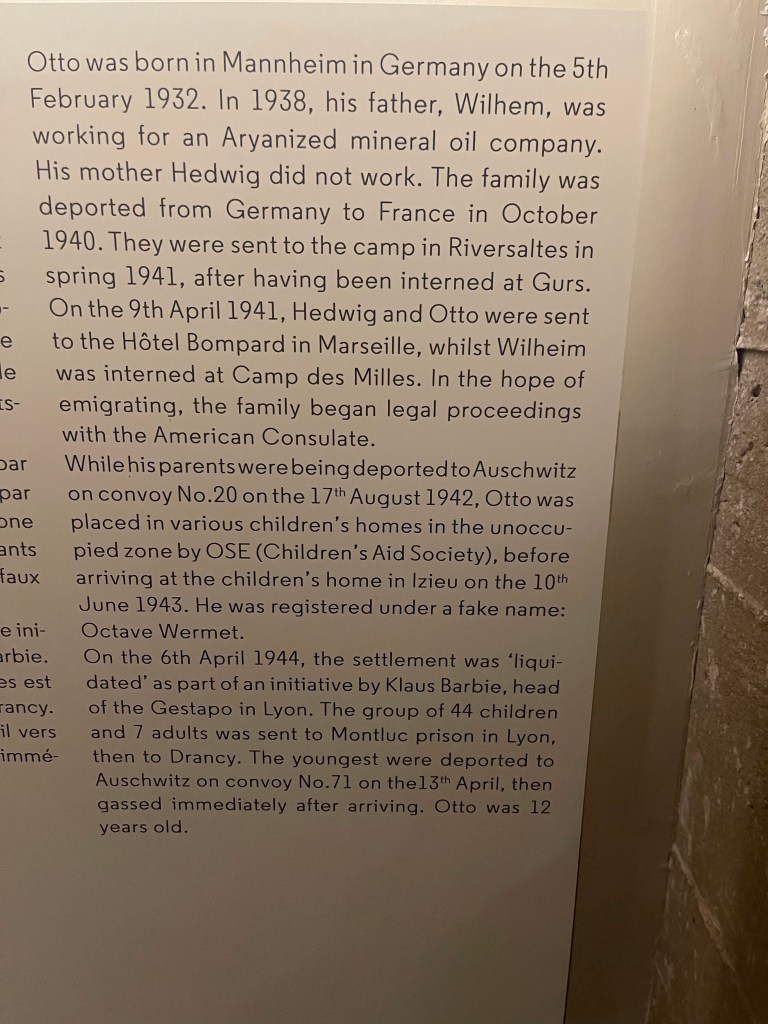 Otto was born in Mannheim in Germany on the 5th
February 1932. In 1938, his father, Wilhem, was
working for an Aryanized mineral oil company.
His mother Hedwig did not work. The family was
deported from Germany to France in October
1940. They were sent to the camp in Riversaltes in
spring 1941, after having been interned at Gurs.
On the 9th April 1941, Hedwig and Otto were sent
to the Hôtel Bompard in Marseille, whilst Wilheim
was interned at Camp des Milles. In the hope of
emigrating, the family began legal proceedings
with the American Consulate.
While his parents were being deported to Auschwitz
on convoy No.20 on the 17th August 1942, Otto was
placed in various children's homes in the unoccu-
pied zone by OSE (Children's Aid Society), before
arriving at the children's home in Izieu on the 10th
June 1943. He was registered under a fake name:
Octave Wermet.
On the 6th April 1944, the settlement was ‘liqui-
dated’ as part of an initiative by Klaus Barbie, head
of the Gestapo in Lyon. The group of 44 children
and 7 adults was sent to Montluc prison in Lyon,
then to Drancy. The youngest were deported to
Auschwitz on convoy No.71 on the13th April, then
gassed immediately after arriving. Otto was 12
years old.
par
par
ants
faux
e ini-
es est
il vers
immé-